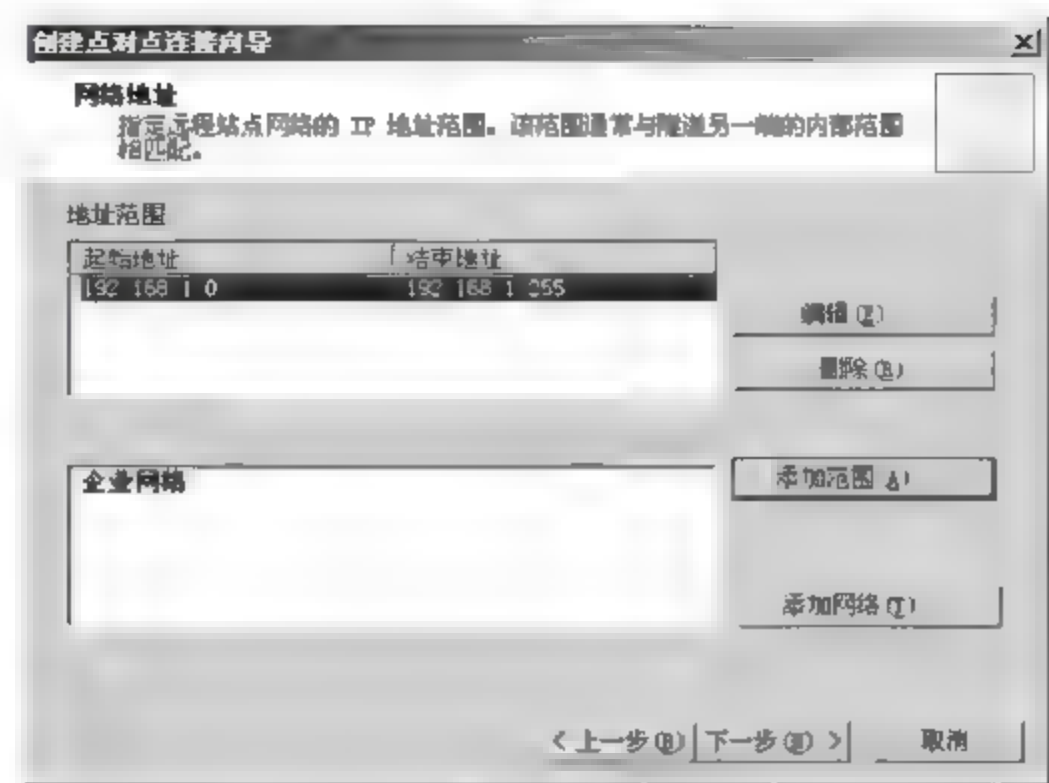 创建点对点连接向导
网络地址
指定远程站点网络的 IP 地址范围。该范围通常与隧道另一端的内部范围
相匹配。
地址范围
起始地址 结束地址
192 168 1 0 192 168 1 255
编辑(E)
删除(R)
企业网络
添加范围 A)
添加网络(T)
< 上一步(B) 下一步(N) > 取消